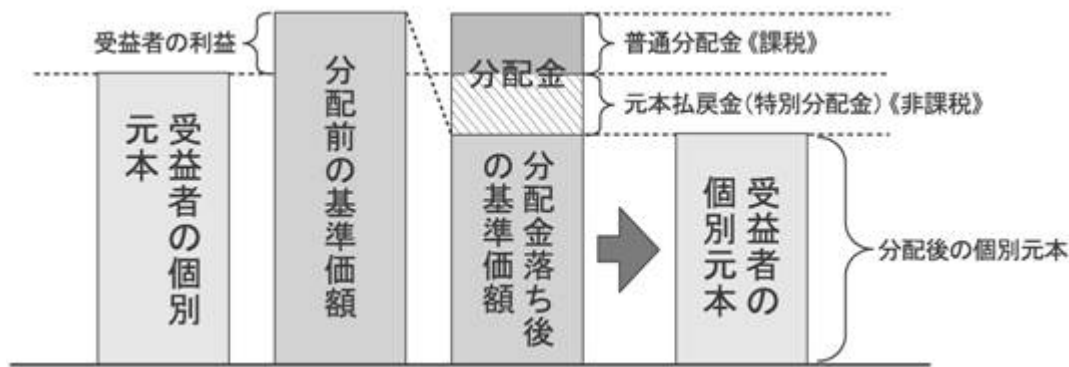 受益者の利益
受益者の個別
元本
分配前の基準価額
分配金
分配金落ち後
の基準価額
普通分配金《課税》
元本払戻金(特別分配金)《非課税》
受益者の
個別元本
分配後の個別元本